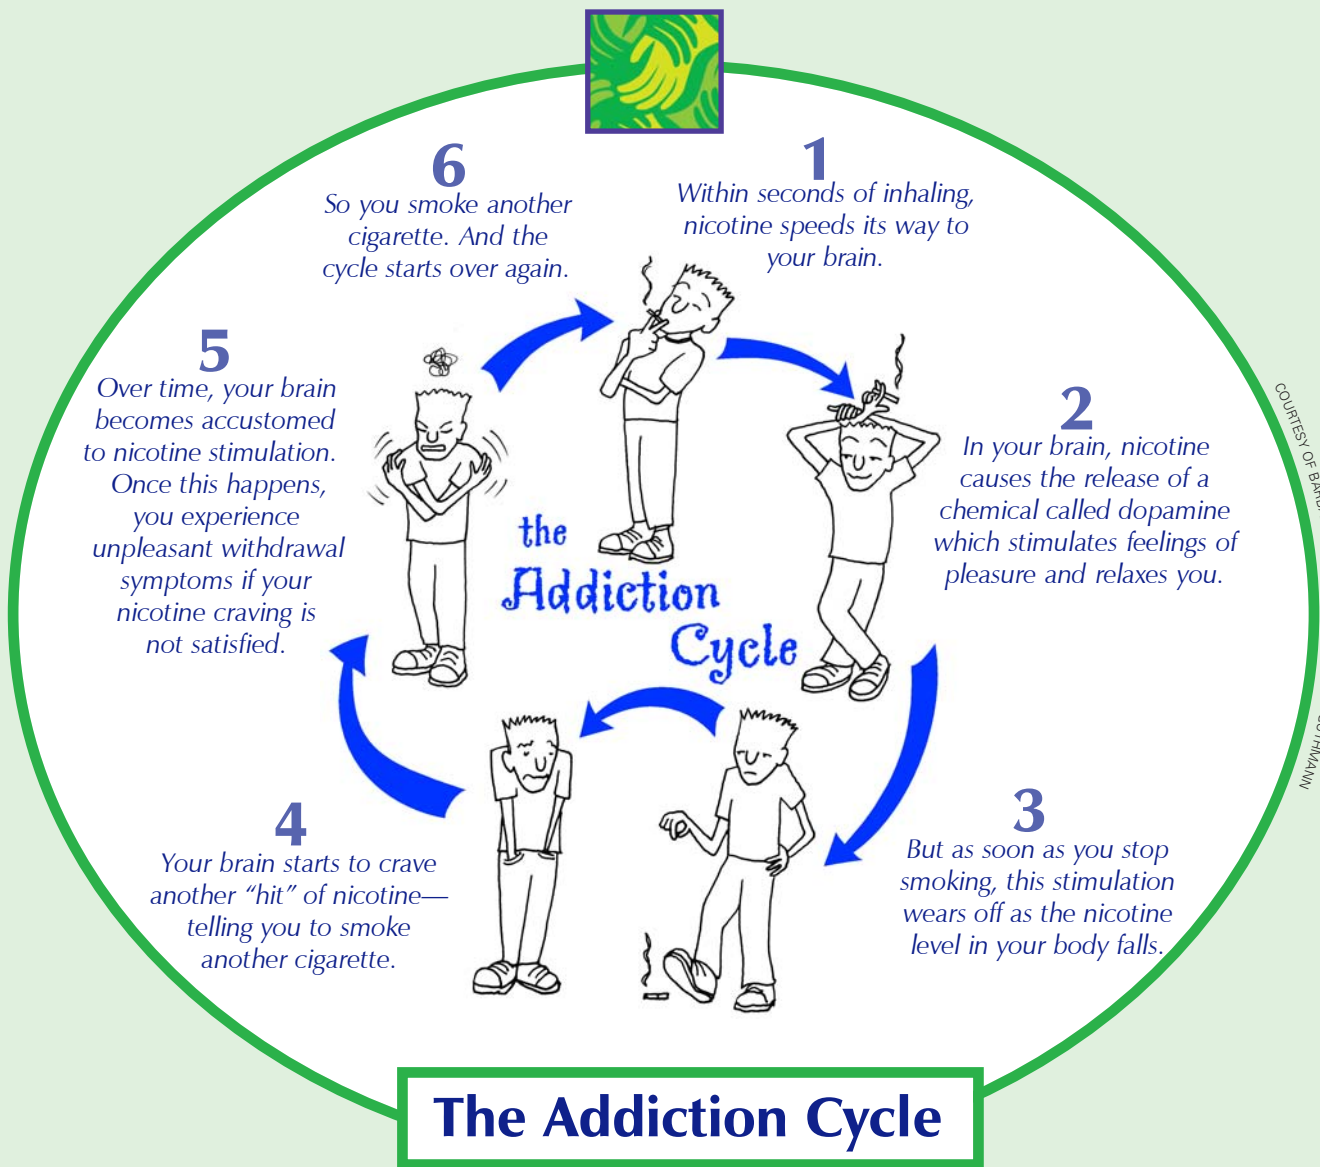 1
Within seconds of inhaling,
nicotine speeds its way to
your brain.
2
In your brain, nicotine
causes the release of a
chemical called dopamine
which stimulates feelings of
pleasure and relaxes you.
3
But as soon as you stop
smoking, this stimulation
wears off as the nicotine
level in your body falls.
4
Your brain starts to crave
another “hit” of nicotine—
telling you to smoke
another cigarette.
5
Over time, your brain
becomes accustomed
to nicotine stimulation.
Once this happens,
you experience
unpleasant withdrawal
symptoms if your
nicotine craving is
not satisfied.
6
So you smoke another
cigarette. And the
cycle starts over again.
the
Addiction
Cycle
COURTESY OF
The Addiction Cycle